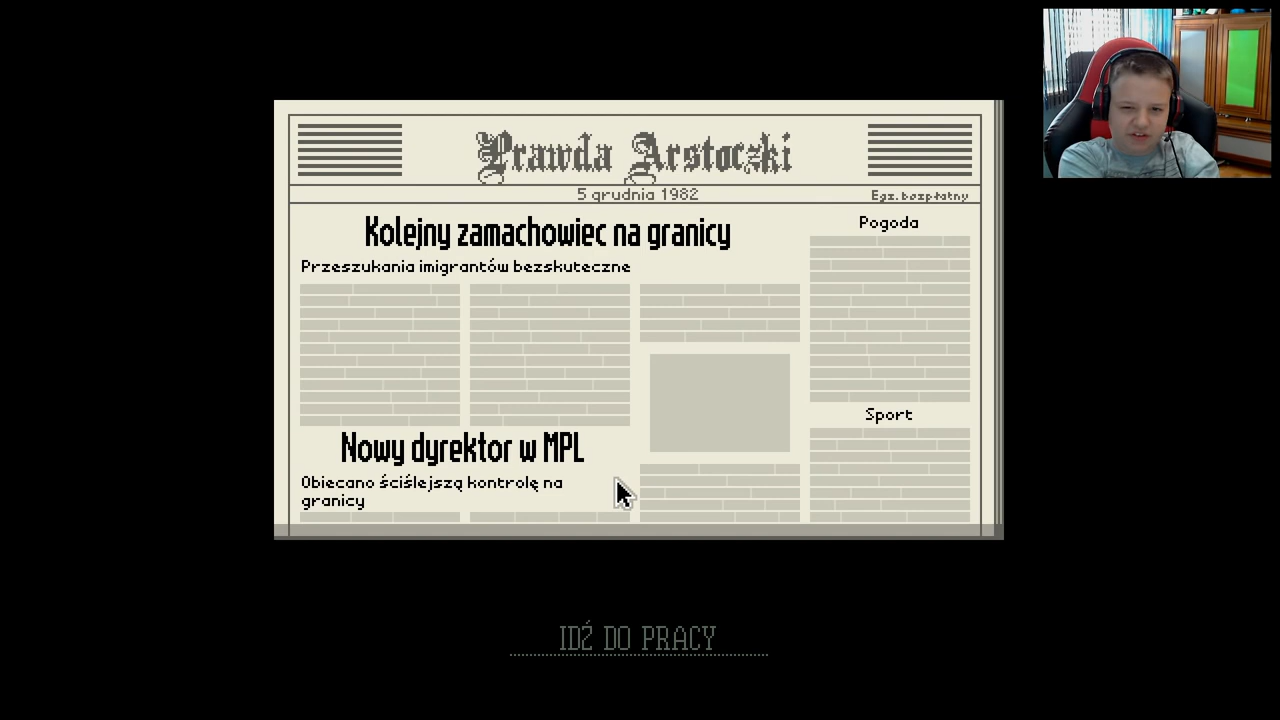 Prawda Arstoczki
5 grudnia 1982
Egz. bezpłatny
Kolejny zamachowiec na granicy
Przeszukania imigrantów bezskuteczne
Nowy dyrektor w MPL
Obiecano ściślejszą kontrolę na
granicy
Pogoda
Sport
IDŹ DO PRACY